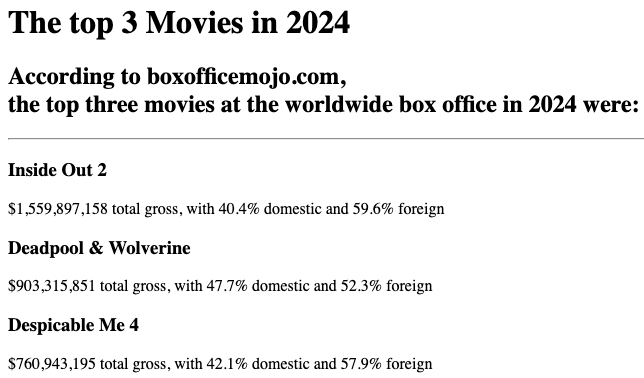 The top 3 Movies in 2024
According to boxofficemojo.com,
the top three movies at the worldwide box office in 2024 were:
Inside Out 2
$1,559,897,158 total gross, with 40.4% domestic and 59.6% foreign
Deadpool & Wolverine
$903,315,851 total gross, with 47.7% domestic and 52.3% foreign
Despicable Me 4
$760,943,195 total gross, with 42.1% domestic and 57.9% foreign